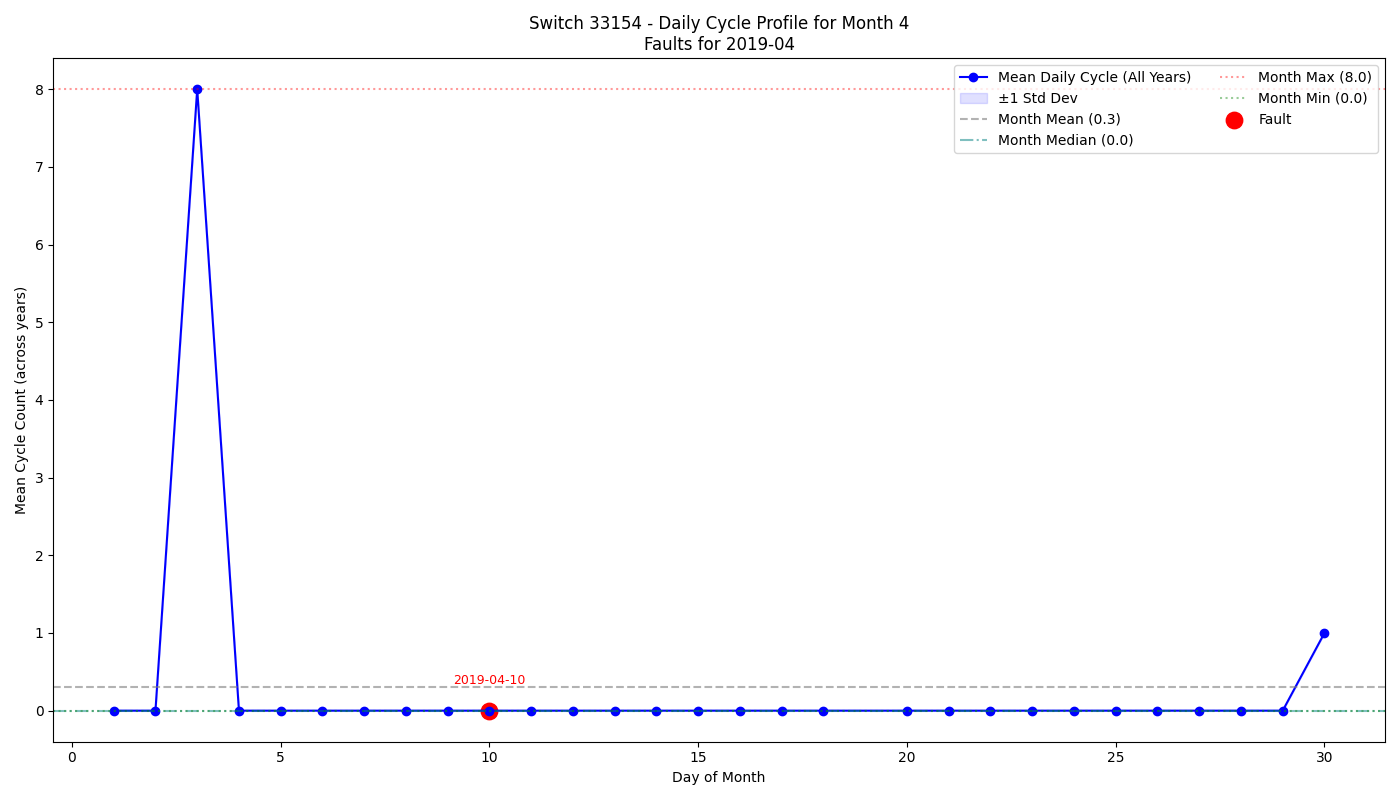 Switch 33154 - Daily Cycle Profile for Month 4
Faults for 2019-04
Mean Daily Cycle (All Years)
±1 Std Dev
Month Mean (0.3)
Month Median (0.0)
Month Max (8.0)
Month Min (0.0)
Fault
Mean Cycle Count (across years)
8
7
6
5
4
3
2
1
0
2019-04-10
0 5 10 15 20 25 30
Day of Month